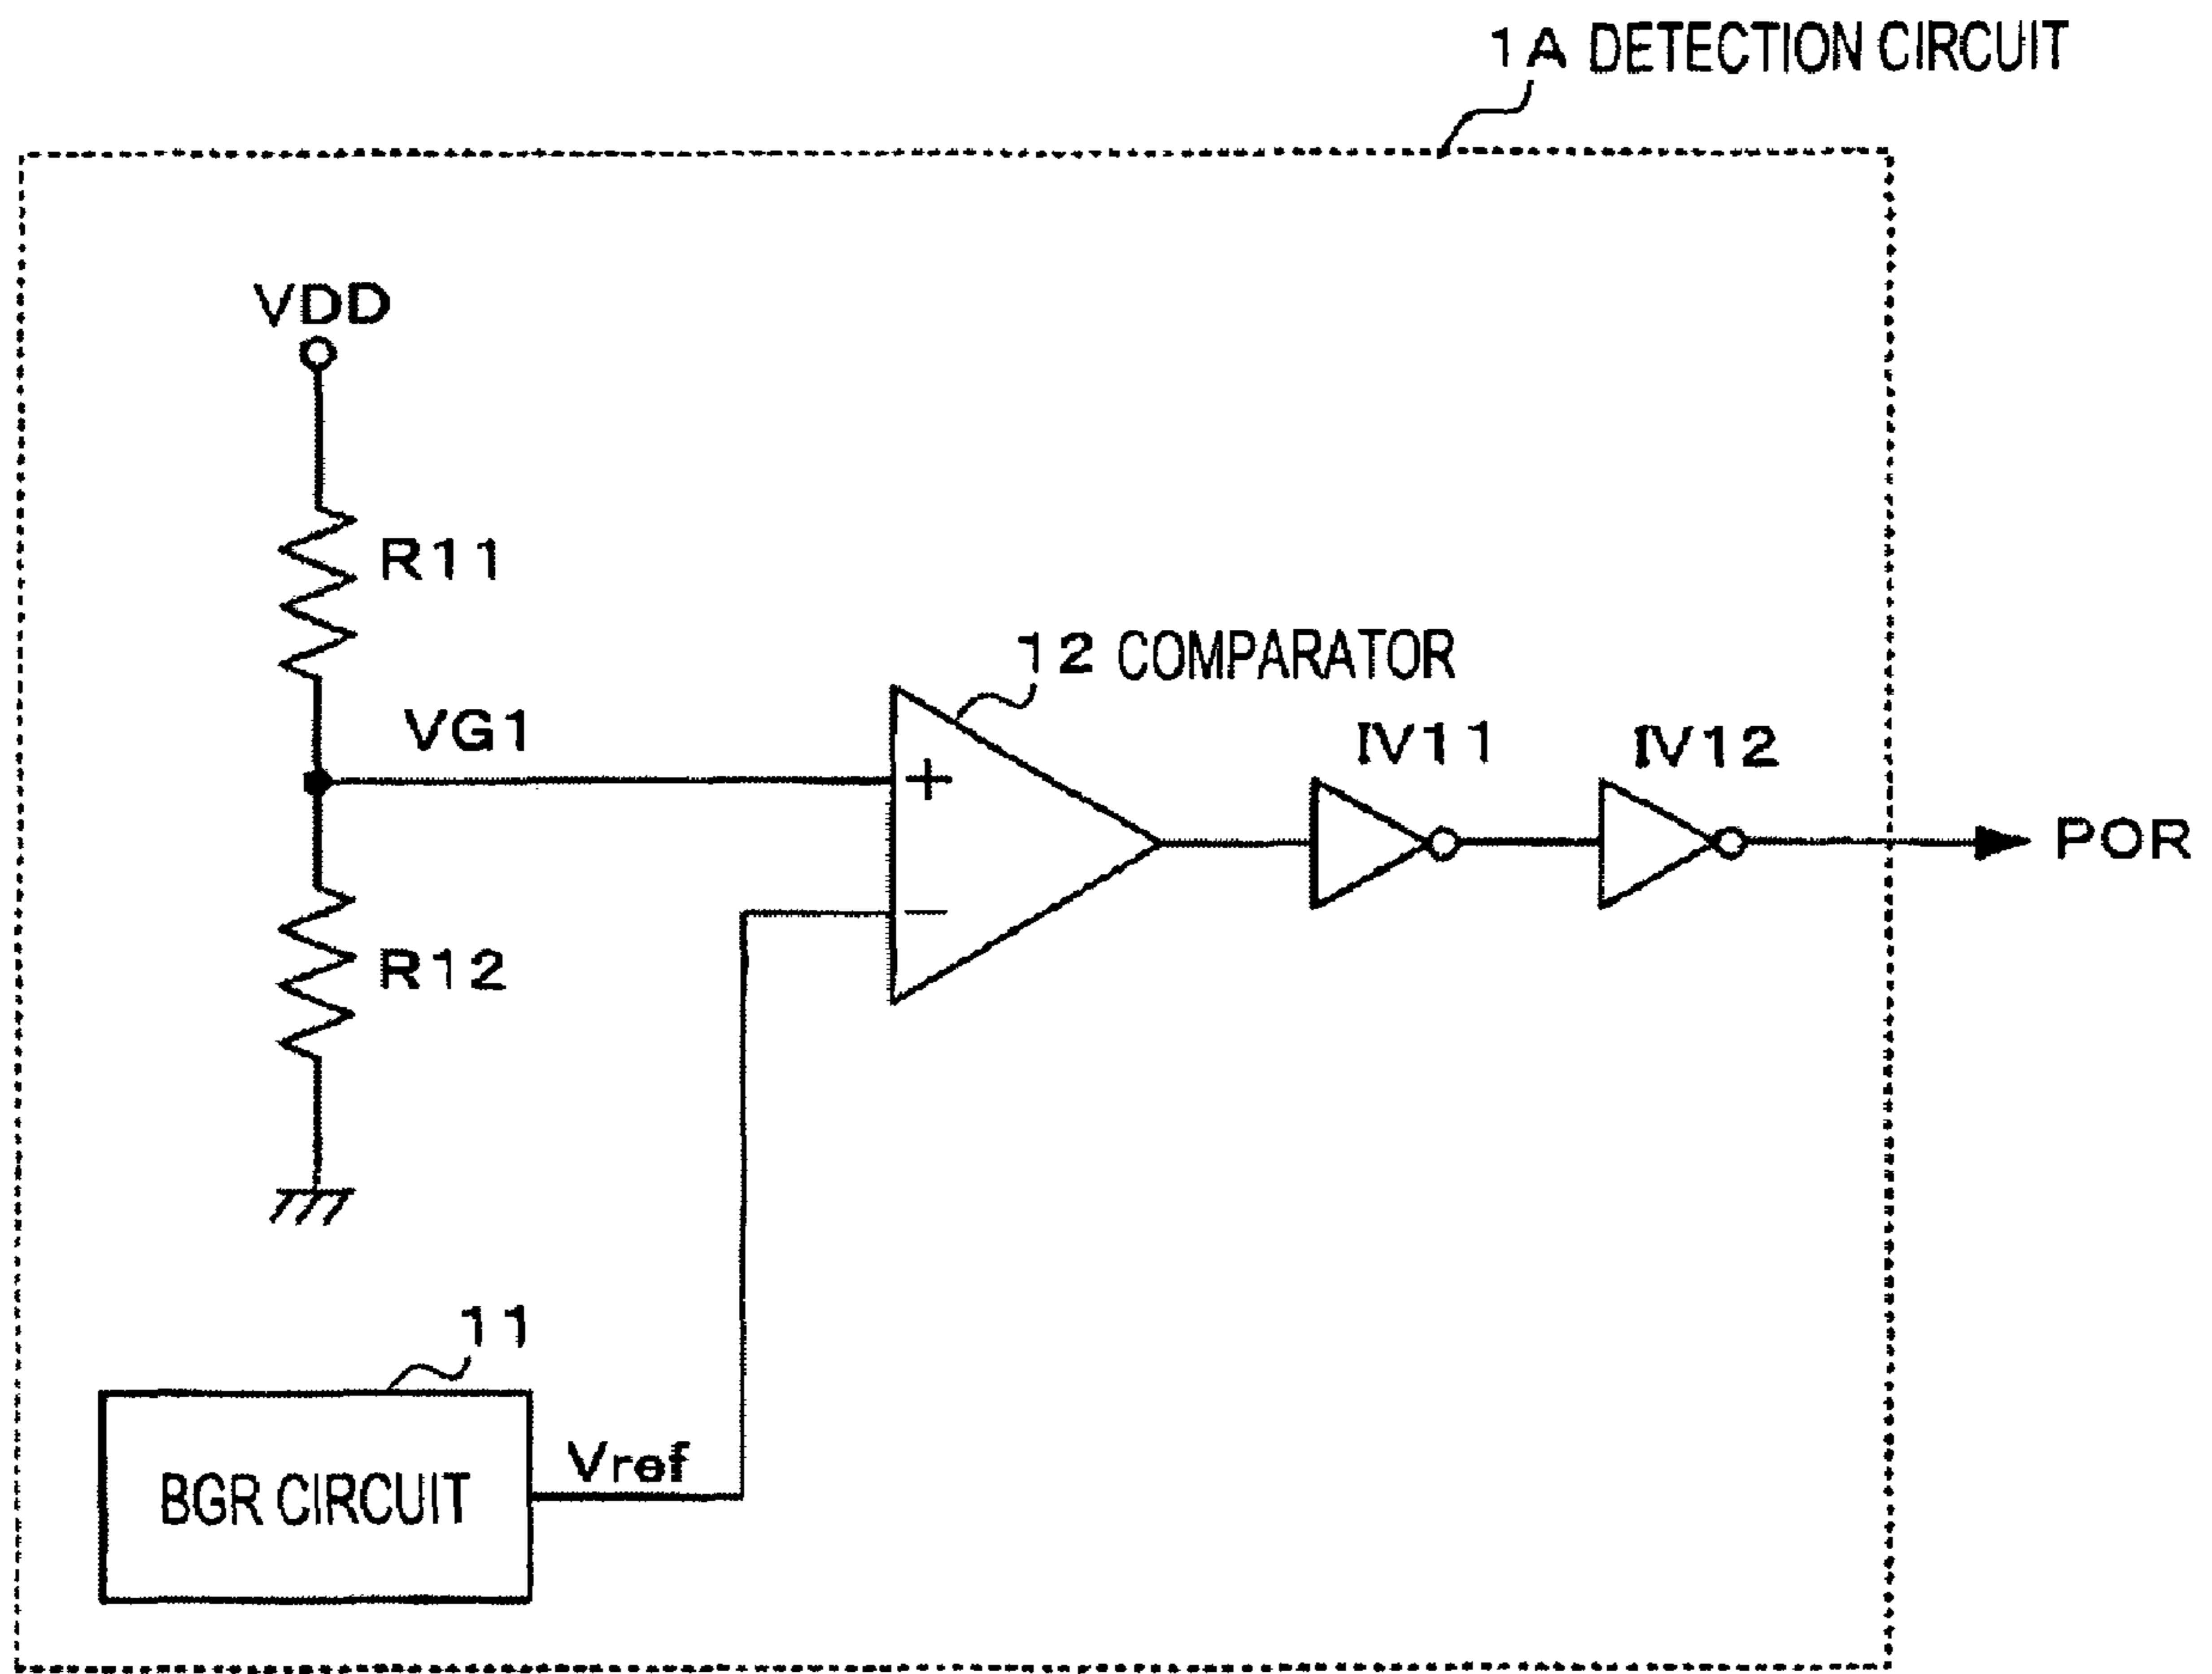 1A DETECTION CIRCUIT
VDD
R11
12 COMPARATOR
VG1
IV11
IV12
+
POR
−
R12
11
Vref
BGR CIRCUIT